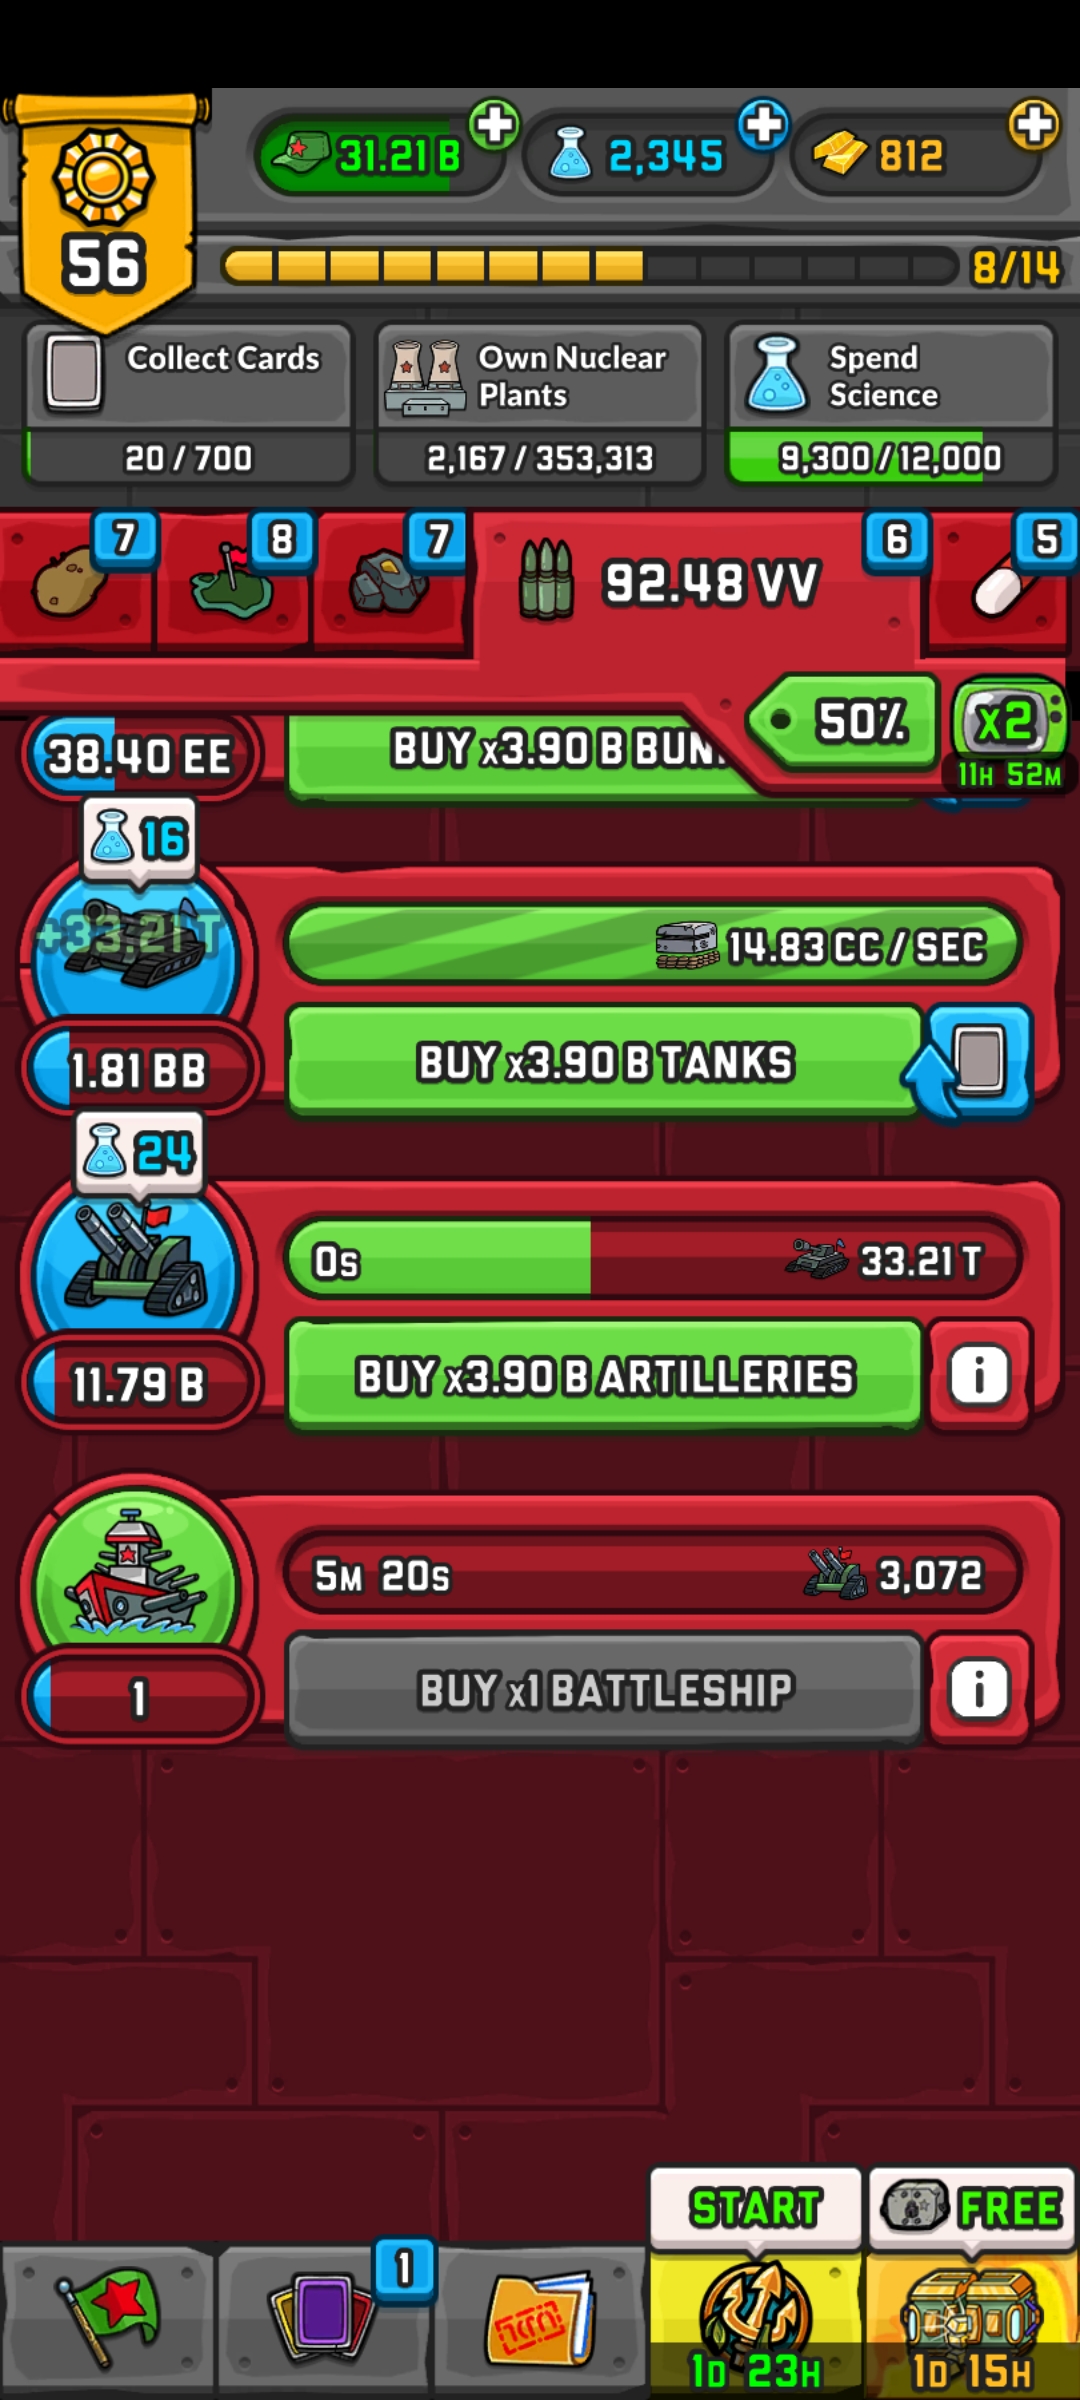 31.21 B
2,345
812
56
8/14
Collect Cards
20 / 700
Own Nuclear
Plants
2,167 / 353,313
Spend
Science
9,300 / 12,000
7
8
7
92.48 VV
6
5
50%
x2
11H 52M
38.40 EE
BUY x3.90 B BUN
16
+33.21 T
14.83 CC / SEC
1.81 BB
BUY x3.90 B TANKS
24
0s
33.21 T
11.79 B
BUY x3.90 B ARTILLERIES
i
5M 20s
3,072
1
BUY x1 BATTLESHIP
i
START
FREE
1
1D 23H
1D 15H